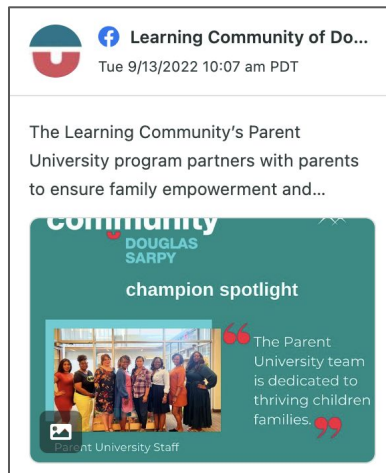 Learning Community of Do...
Tue 9/13/2022 10:07 am PDT
The Learning Community's Parent
University program partners with parents
to ensure family empowerment and...
community
DOUGLAS
SARPY
champion spotlight
“ The Parent
University team
is dedicated to
thriving children
families. ”
Parent University Staff